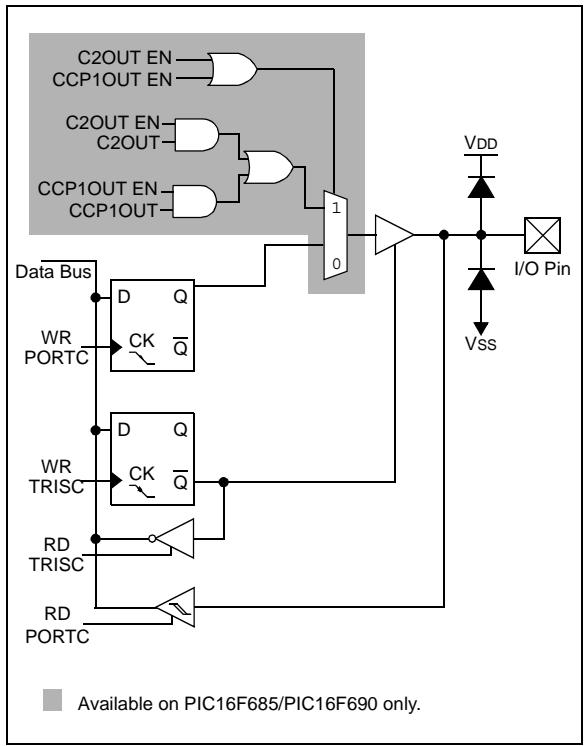 C2OUT EN
CCP1OUT EN
C2OUT EN
C2OUT
CCP1OUT EN
CCP1OUT
1
0
VDD
I/O Pin
VSS
Data Bus
D Q
CK Q
WR
PORTC
D Q
CK Q
WR
TRISC
RD
TRISC
RD
PORTC
Available on PIC16F685/PIC16F690 only.